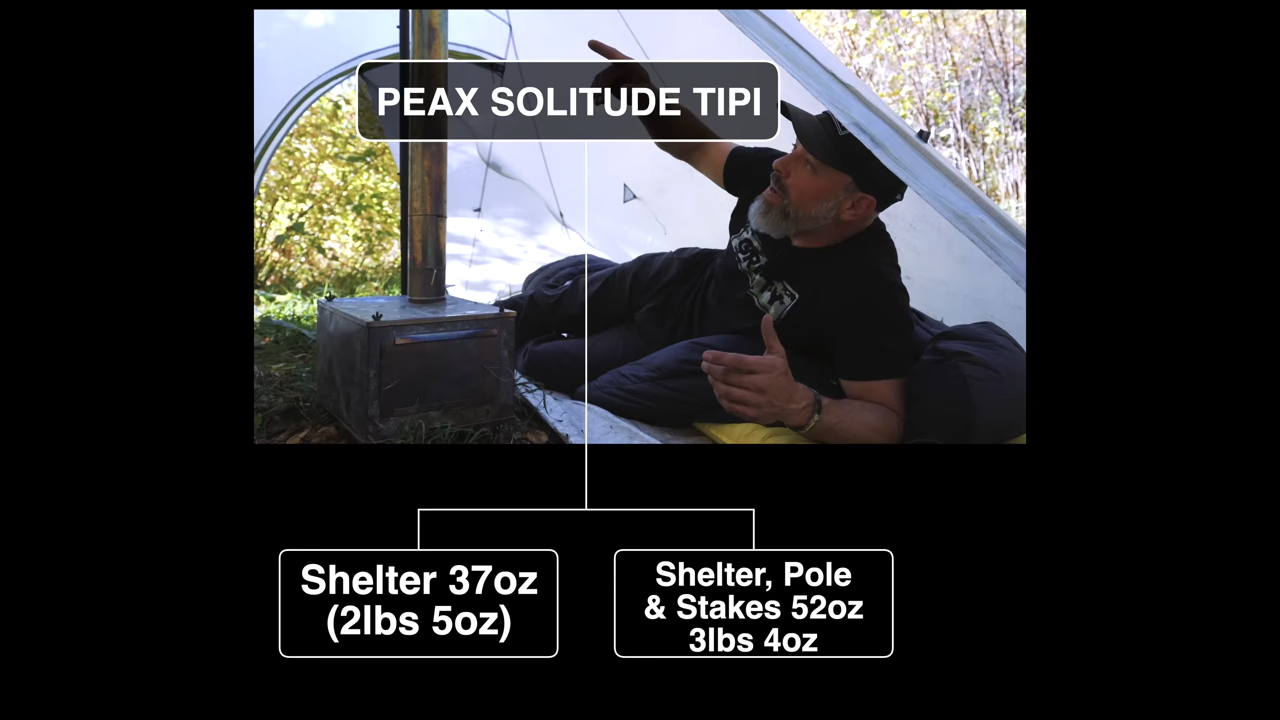 PEAX SOLITUDE TIPI
Shelter 37oz
(2lbs 5oz)
Shelter, Pole
& Stakes 52oz
3lbs 4oz